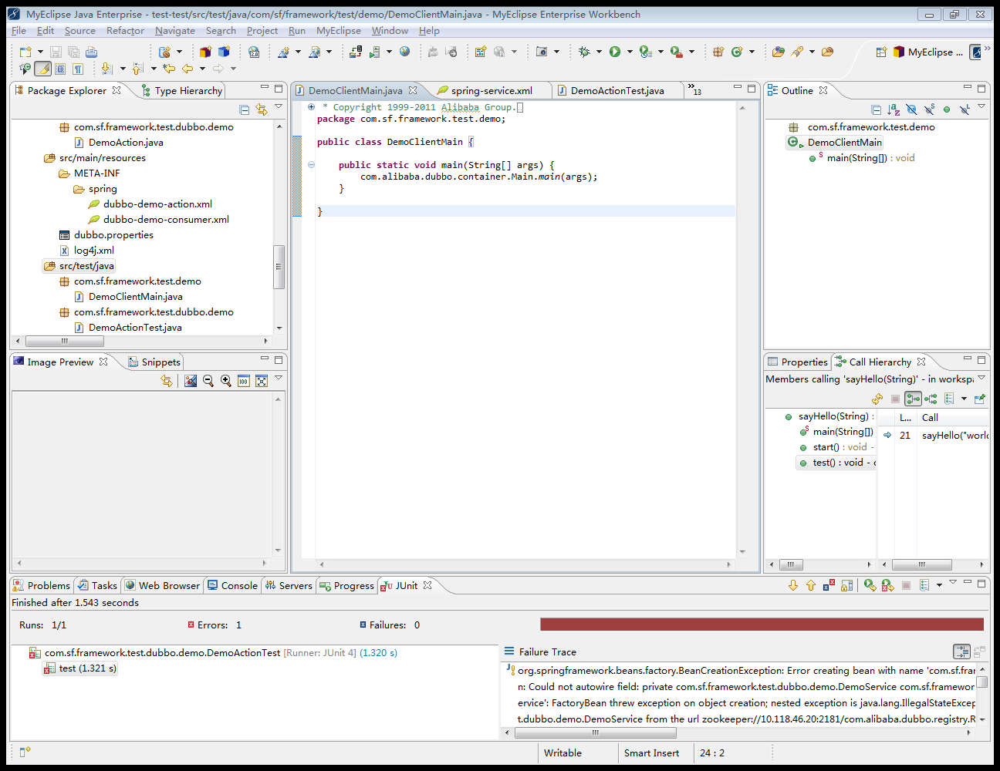 MyEclipse Java Enterprise - test-test/src/test/java/com/sf/framework/test/demo/DemoClientMain.java - MyEclipse Enterprise Workbench
File Edit Source Refactor Navigate Search Project Run MyEclipse Window Help
MyEclipse ...
Package Explorer Type Hierarchy
com.sf.framework.test.dubbo.demo
DemoAction.java
src/main/resources
META-INF
spring
dubbo-demo-action.xml
dubbo-demo-consumer.xml
dubbo.properties
log4j.xml
src/test/java
com.sf.framework.test.demo
DemoClientMain.java
com.sf.framework.test.dubbo.demo
DemoActionTest.java
Image Preview Snippets
100
DemoClientMain.java spring-service.xml DemoActionTest.java »13
* Copyright 1999-2011 Alibaba Group.
package com.sf.framework.test.demo;
public class DemoClientMain {
public static void main(String[] args) {
com.alibaba.dubbo.container.Main.main(args);
}
}
Outline
com.sf.framework.test.demo
DemoClientMain
main(String[]) : void
Properties Call Hierarchy
Members calling 'sayHello(String)' - in workspa
sayHello(String) :
main(String[])
start() : void -
test() : void - c
L... Call
21 sayHello("world
Problems Tasks Web Browser Console Servers Progress JUnit
Finished after 1.543 seconds
Runs: 1/1 Errors: 1 Failures: 0
com.sf.framework.test.dubbo.demo.DemoActionTest [Runner: JUnit 4] (1.320 s)
test (1.321 s)
Failure Trace
org.springframework.beans.factory.BeanCreationException: Error creating bean with name 'com.sf.fra
n: Could not autowire field: private com.sf.framework.test.dubbo.demo.DemoService com.sf.framewor
ervice': FactoryBean threw exception on object creation; nested exception is java.lang.IllegalStateExcep
t.dubbo.demo.DemoService from the url zookeeper://10.118.46.20:2181/com.alibaba.dubbo.registry.R
Writable Smart Insert 24 : 2